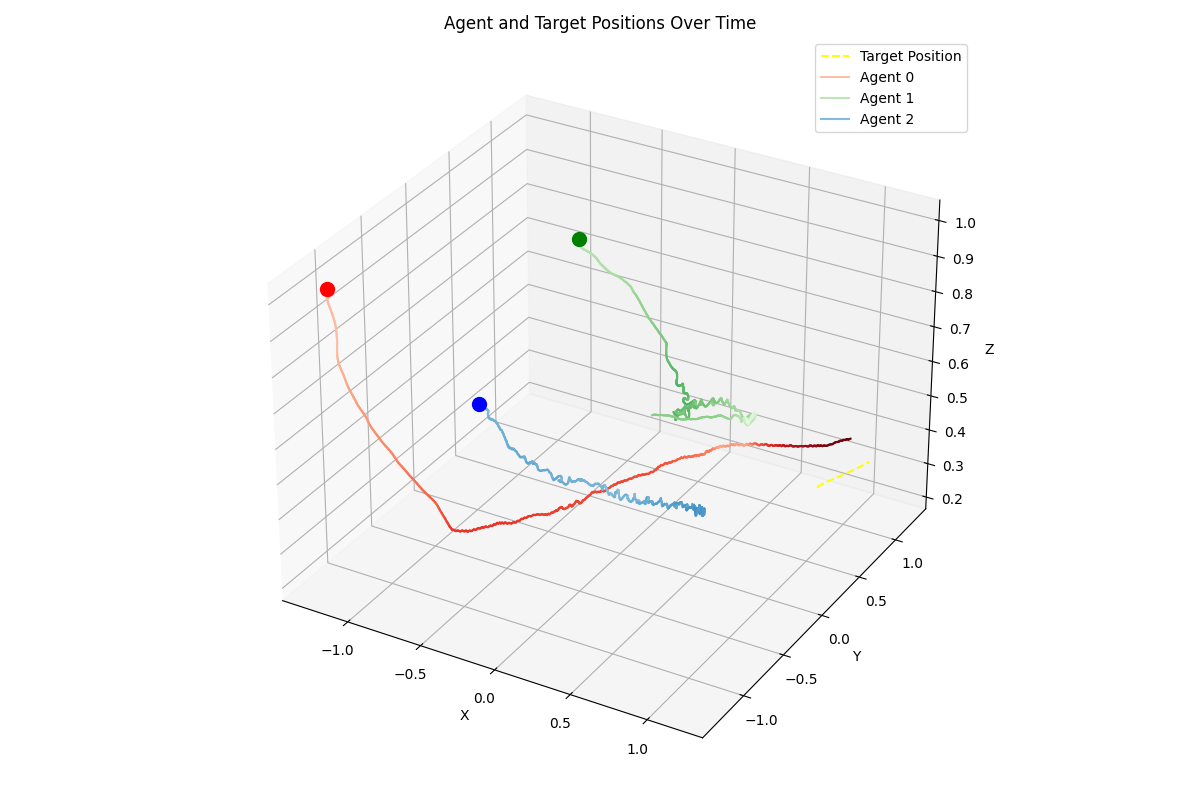 Agent and Target Positions Over Time
Target Position
Agent 0
Agent 1
Agent 2
1.0
0.9
0.8
0.7
Z
0.6
0.5
0.4
0.3
0.2
1.0
0.5
0.0
Y
−0.5
−1.0
−1.0
−0.5
0.0
X
0.5
1.0